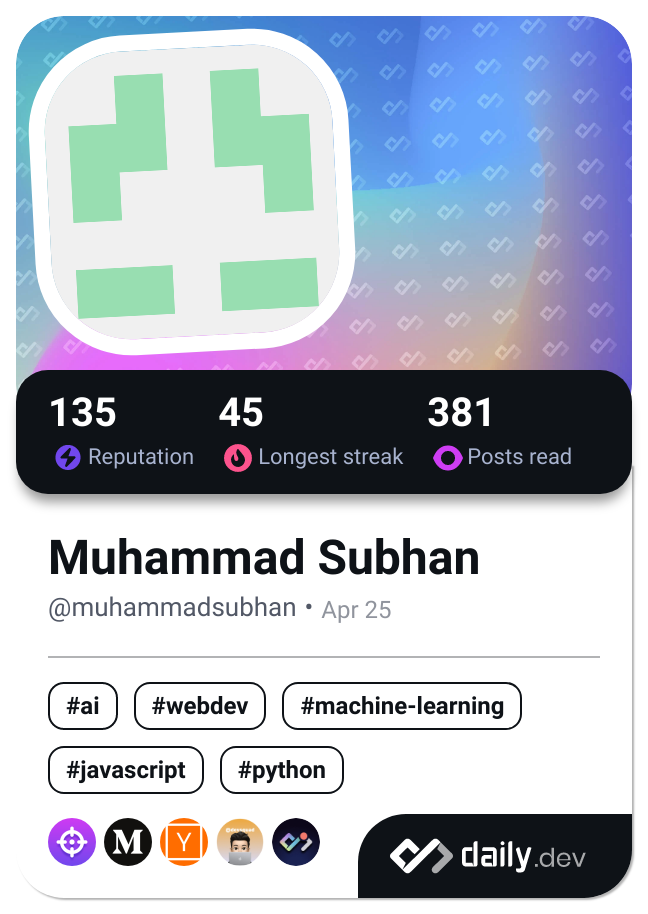 135 45 381
Reputation Longest streak Posts read
Muhammad Subhan
@muhammadsubhan • Apr 25
#ai #webdev #machine-learning
#javascript #python
M Y
daily.dev